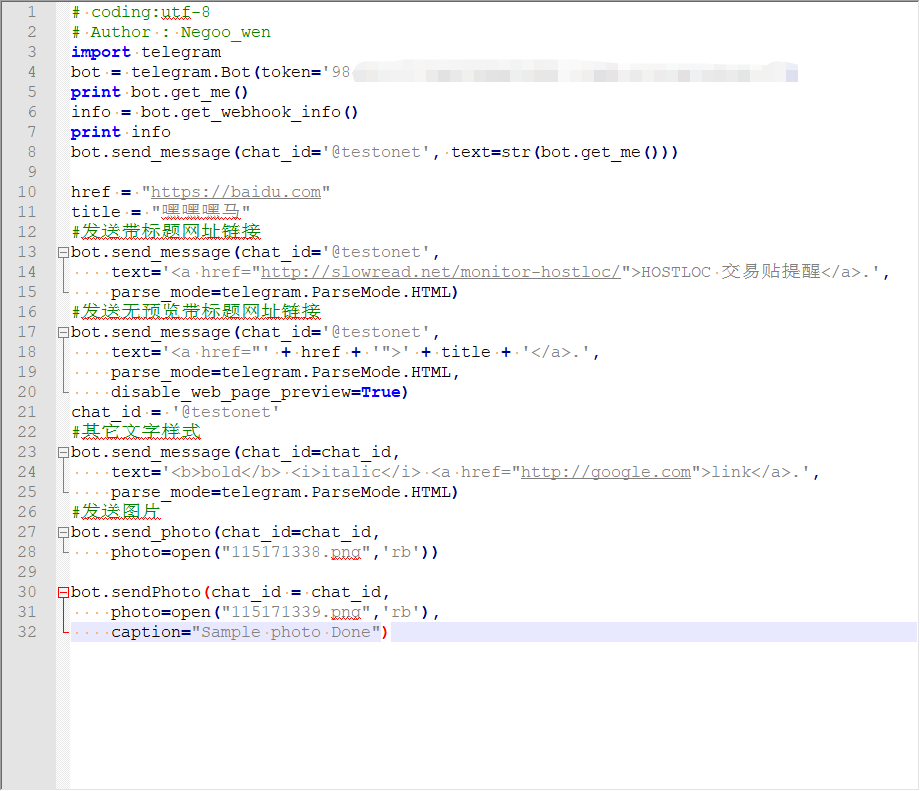 1 # coding:utf-8
2 # Author : Negoo_wen
3 import telegram
4 bot = telegram.Bot(token='98
5 print bot.get_me()
6 info = bot.get_webhook_info()
7 print info
8 bot.send_message(chat_id='@testonet', text=str(bot.get_me()))
9
10 href = "https://baidu.com"
11 title = "嘿嘿嘿马"
12 #发送带标题网址链接
13 bot.send_message(chat_id='@testonet',
14     text='<a href="http://slowread.net/monitor-hostloc/">HOSTLOC 交易贴提醒</a>.',
15     parse_mode=telegram.ParseMode.HTML)
16 #发送无预览带标题网址链接
17 bot.send_message(chat_id='@testonet',
18     text='<a href="' + href + '">' + title + '</a>.',
19     parse_mode=telegram.ParseMode.HTML,
20     disable_web_page_preview=True)
21 chat_id = '@testonet'
22 #其它文字样式
23 bot.send_message(chat_id=chat_id,
24     text='<b>bold</b> <i>italic</i> <a href="http://google.com">link</a>.',
25     parse_mode=telegram.ParseMode.HTML)
26 #发送图片
27 bot.send_photo(chat_id=chat_id,
28     photo=open("115171338.png",'rb'))
29
30 bot.sendPhoto(chat_id = chat_id,
31     photo=open("115171339.png",'rb'),
32     caption="Sample photo Done")